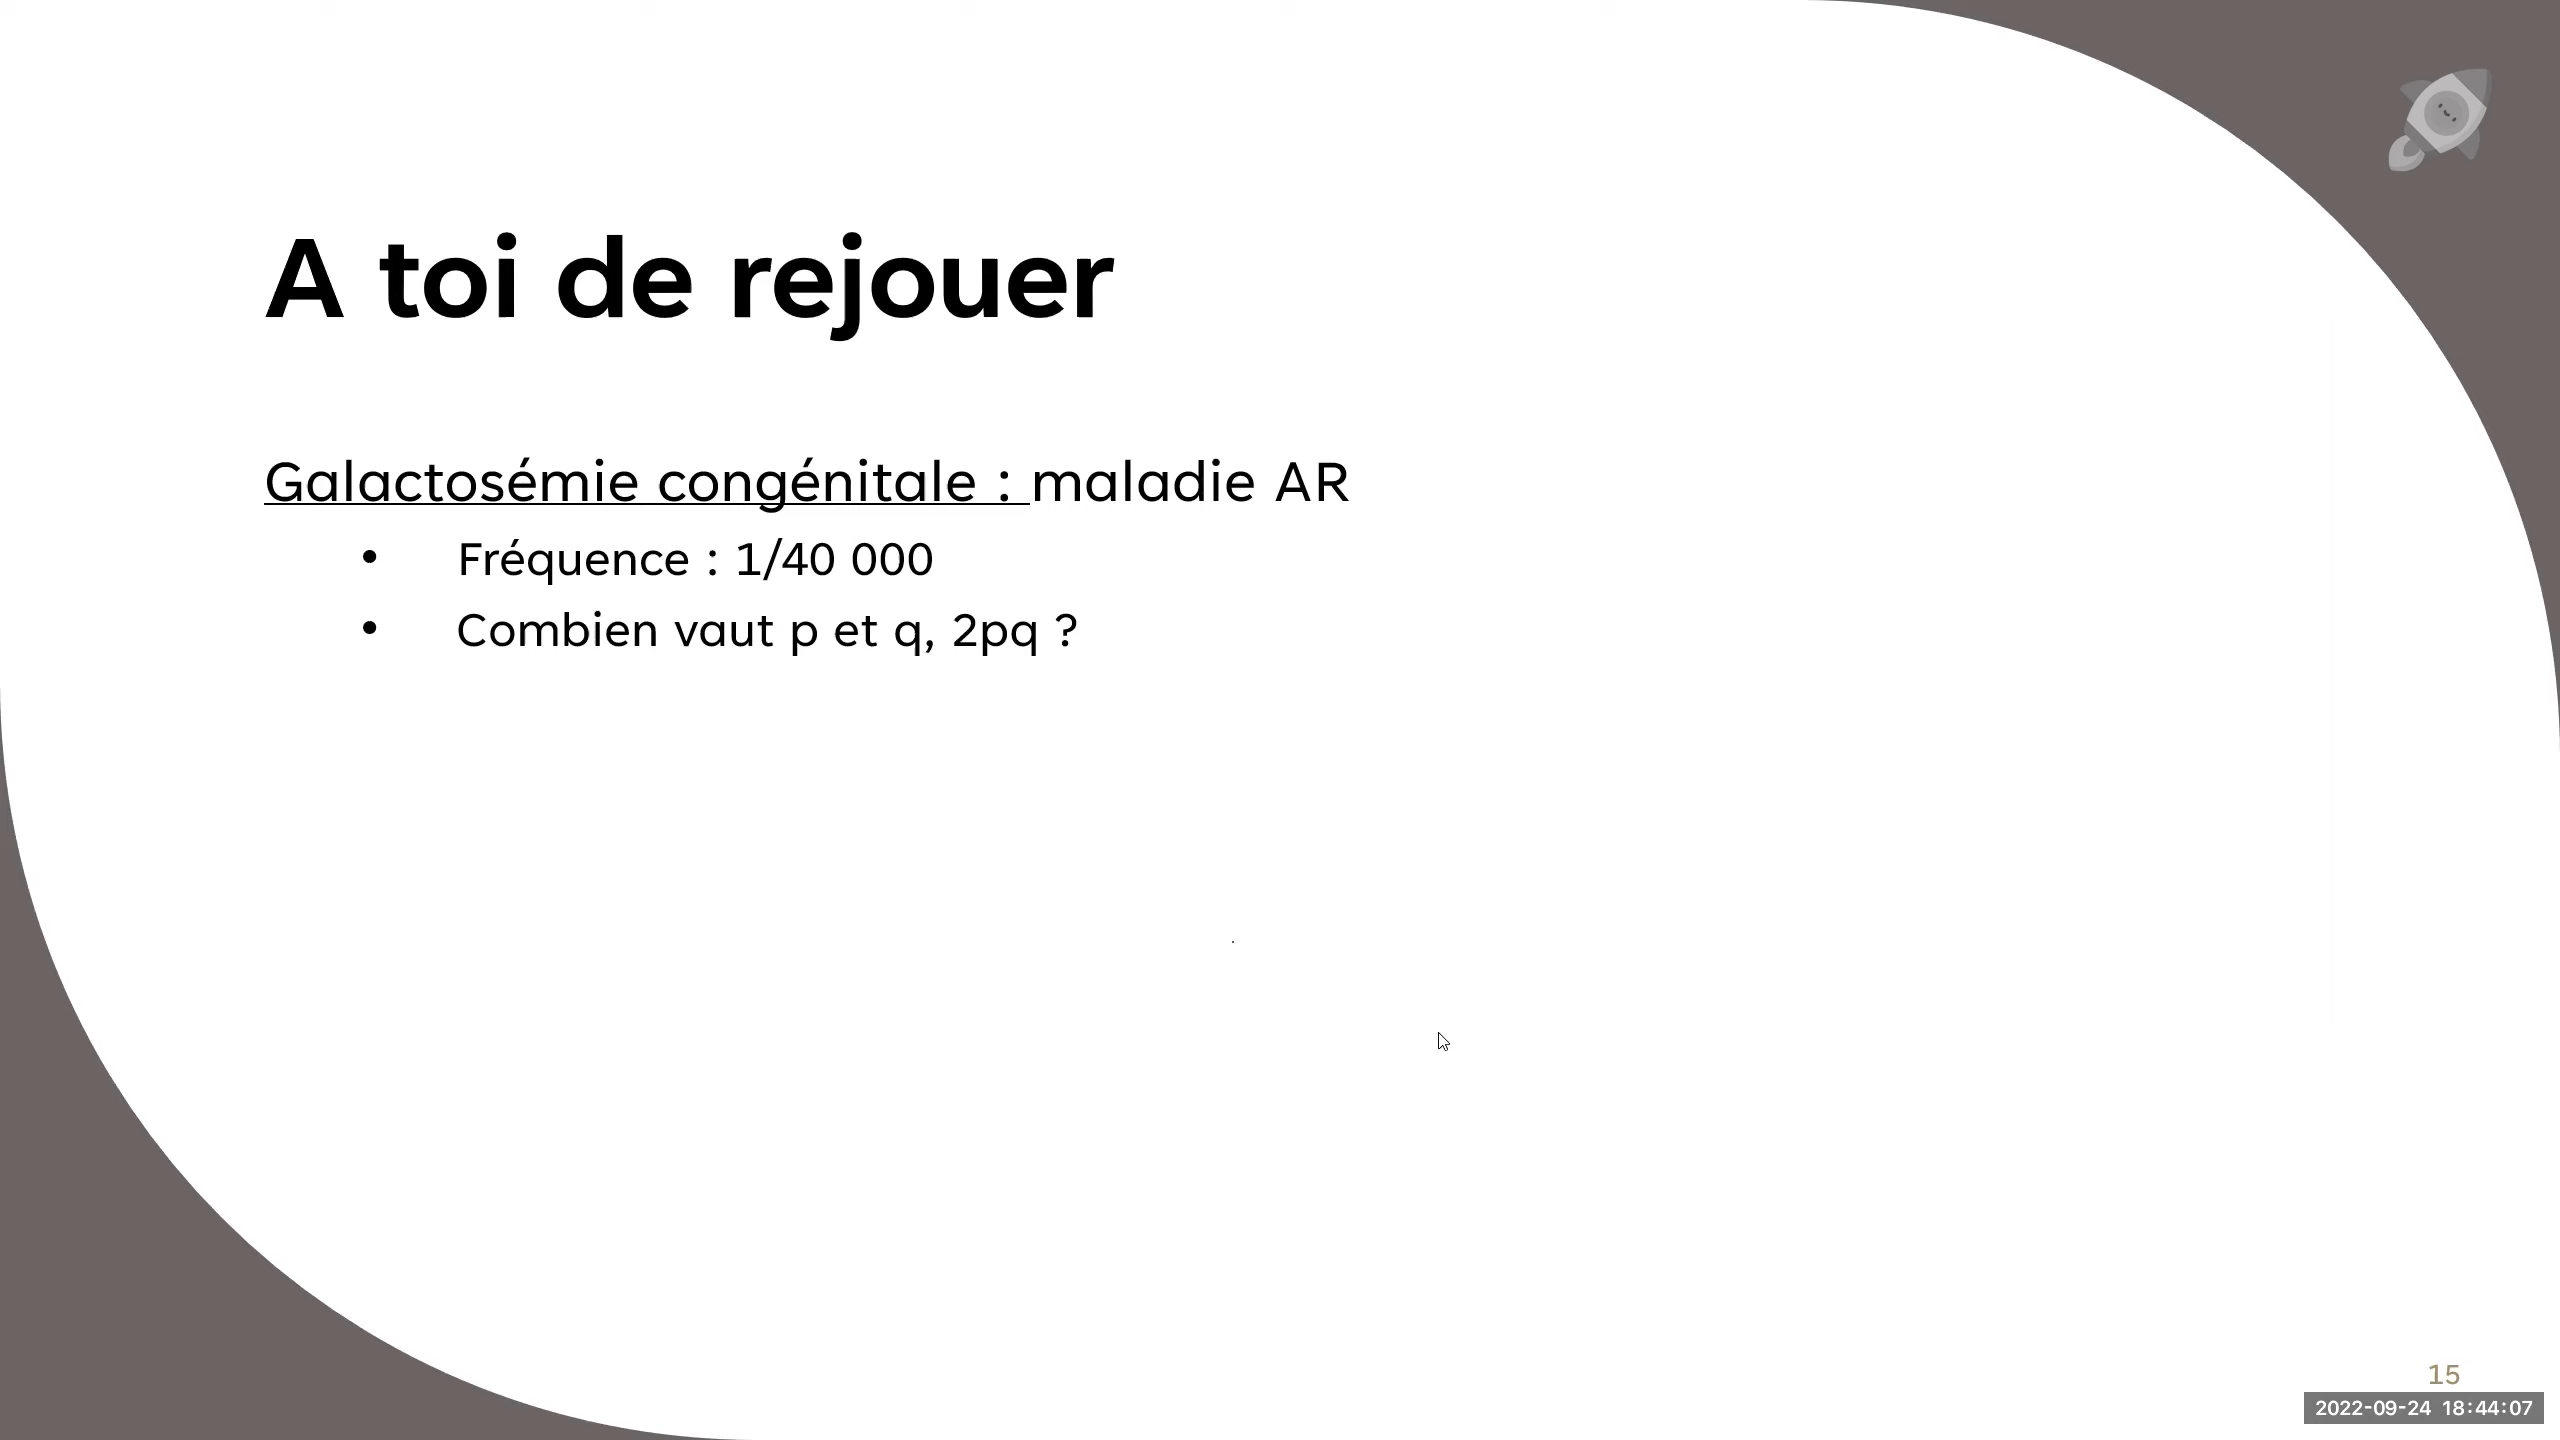 A toi de rejouer
Galactosémie congénitale : maladie AR
• Fréquence : 1/40 000
• Combien vaut p et q, 2pq ?
15
2022-09-24 18:44:07